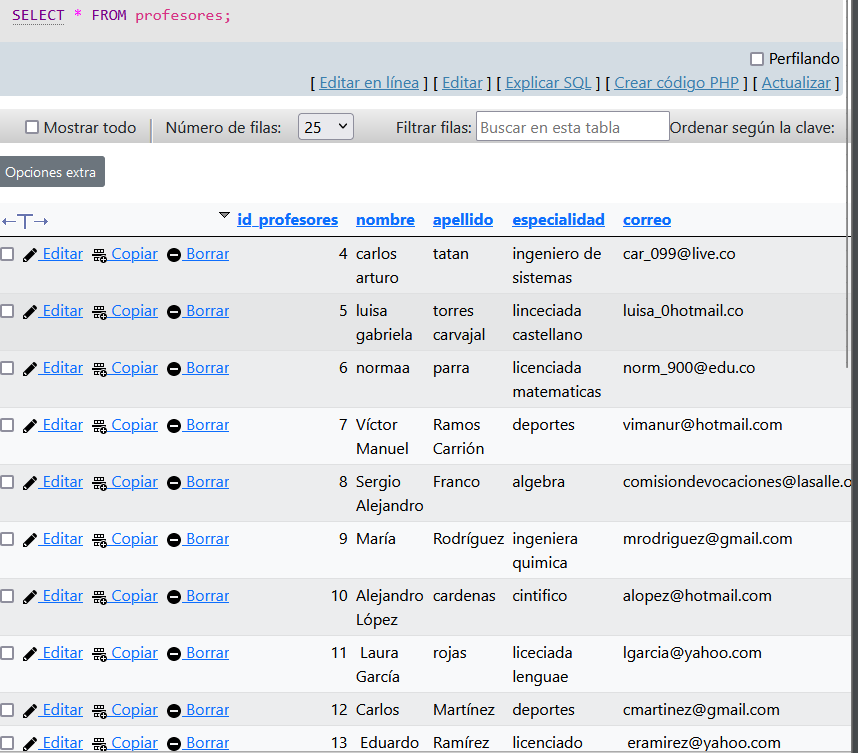 SELECT * FROM profesores;
Perfilando
[ Editar en línea ] [ Editar ] [ Explicar SQL ] [ Crear código PHP ] [ Actualizar ]
Mostrar todo Número de filas: 25 Filtrar filas: Buscar en esta tabla Ordenar según la clave:
Opciones extra
←T→ id_profesores nombre apellido especialidad correo
Editar Copiar Borrar 4 carlos tatan ingeniero de car_099@live.co
arturo sistemas
Editar Copiar Borrar 5 luisa torres linceciada luisa_0hotmail.co
gabriela carvajal castellano
Editar Copiar Borrar 6 normaa parra licenciada norm_900@edu.co
matematicas
Editar Copiar Borrar 7 Víctor Ramos deportes vimanur@hotmail.com
Manuel Carrión
Editar Copiar Borrar 8 Sergio Franco algebra comisiondevocaciones@lasalle.o
Alejandro
Editar Copiar Borrar 9 María Rodríguez ingeniera mrodriguez@gmail.com
quimica
Editar Copiar Borrar 10 Alejandro cardenas cintifico alopez@hotmail.com
López
Editar Copiar Borrar 11 Laura rojas liceciada lgarcia@yahoo.com
García lenguae
Editar Copiar Borrar 12 Carlos Martínez deportes cmartinez@gmail.com
Editar Copiar Borrar 13 Eduardo Ramírez licenciado eramirez@yahoo.com